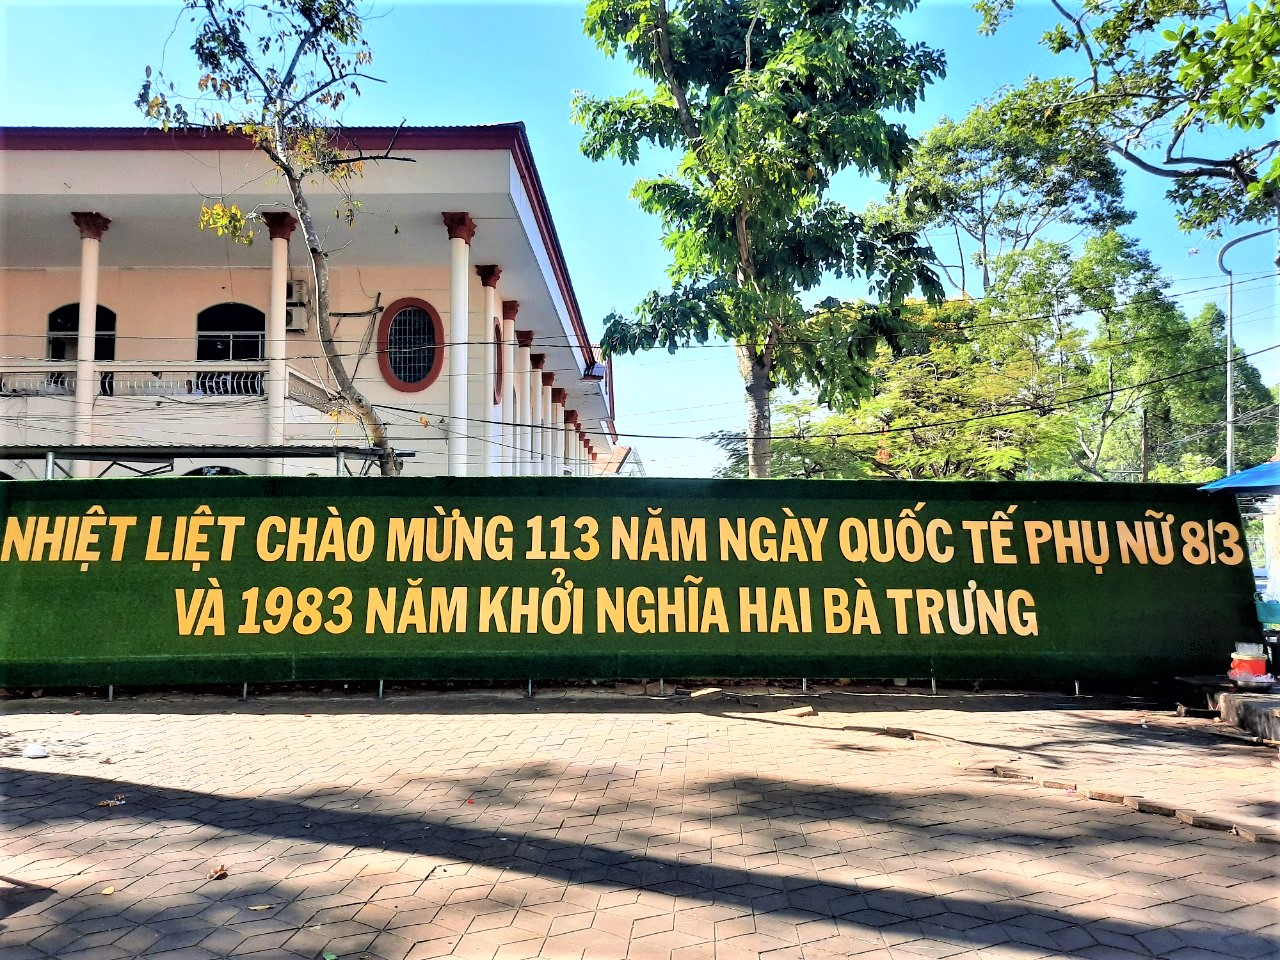 NHIỆT LIỆT CHÀO MỪNG 113 NĂM NGÀY QUỐC TẾ PHỤ NỮ 8/3
VÀ 1983 NĂM KHỞI NGHĨA HAI BÀ TRƯNG